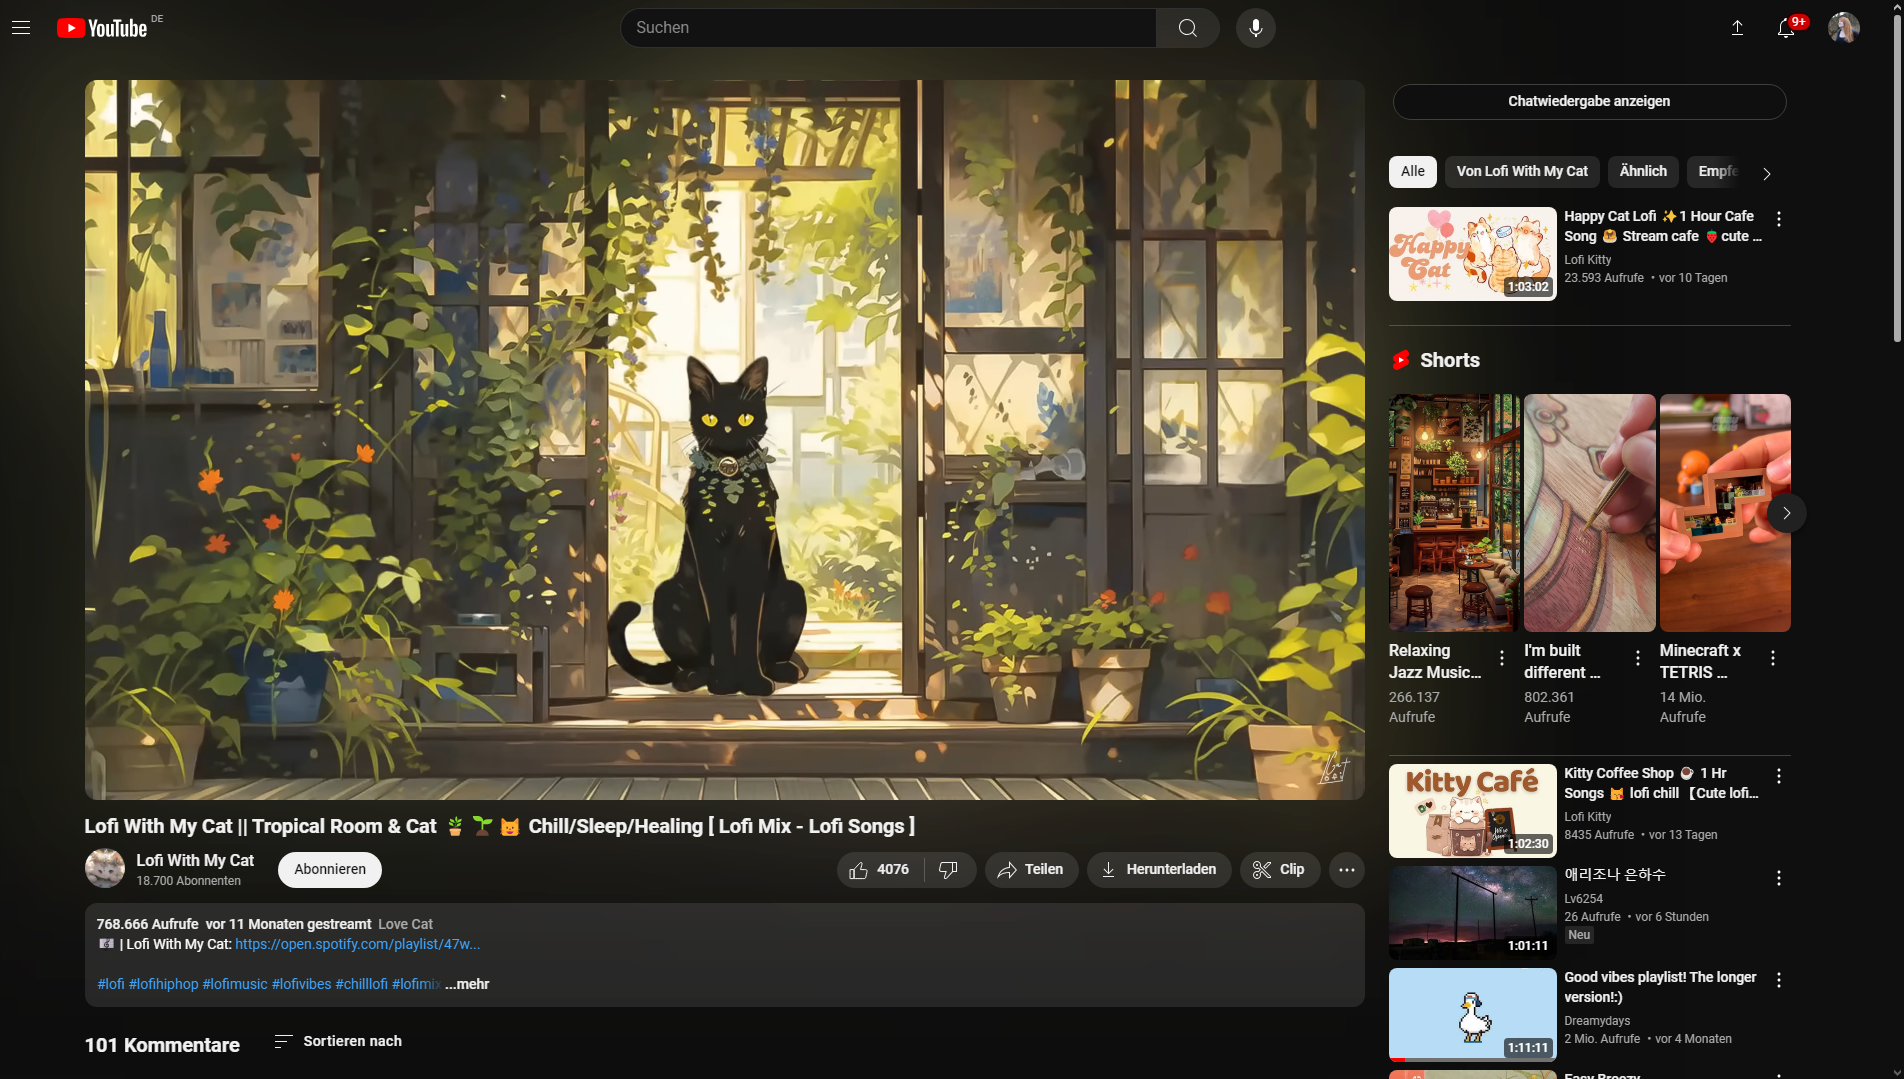 YouTube DE
Suchen
9+
Chatwiedergabe anzeigen
Alle
Von Lofi With My Cat
Ähnlich
Empfe
Happy Cat
1:03:02
Happy Cat Lofi ✨ 1 Hour Cafe
Song 🍯 Stream cafe 🍓 cute ...
Lofi Kitty
23.593 Aufrufe • vor 10 Tagen
Shorts
Relaxing
Jazz Music...
266.137
Aufrufe
I'm built
different ...
802.361
Aufrufe
Minecraft x
TETRIS ...
14 Mio.
Aufrufe
Lofi With My Cat || Tropical Room & Cat 🪴 🌱 😺 Chill/Sleep/Healing [ Lofi Mix - Lofi Songs ]
Lofi With My Cat
18.700 Abonnenten
Abonnieren
4076
Teilen
Herunterladen
Clip
768.666 Aufrufe vor 11 Monaten gestreamt Love Cat
| Lofi With My Cat: https://open.spotify.com/playlist/47w...
#lofi #lofihiphop #lofimusic #lofivibes #chilllofi #lofimix ...mehr
101 Kommentare
Sortieren nach
Kitty Café
1:02:30
Kitty Coffee Shop ☕ 1 Hr
Songs 😺 lofi chill 【Cute lofi...
Lofi Kitty
8435 Aufrufe • vor 13 Tagen
1:01:11
애리조나 은하수
Lv6254
26 Aufrufe • vor 6 Stunden
Neu
1:11:11
Good vibes playlist! The longer
version!:)
Dreamydays
2 Mio. Aufrufe • vor 4 Monaten
Easy Breezy